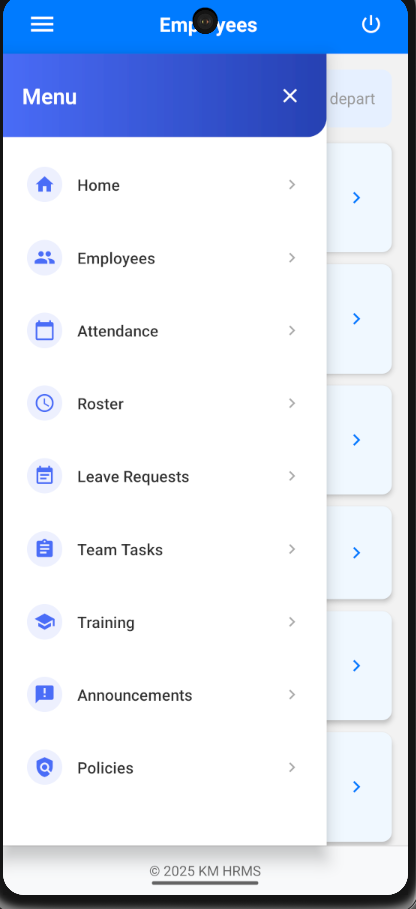 Employees
Menu
depart
Home
Employees
Attendance
Roster
Leave Requests
Team Tasks
Training
Announcements
Policies
© 2025 KM HRMS